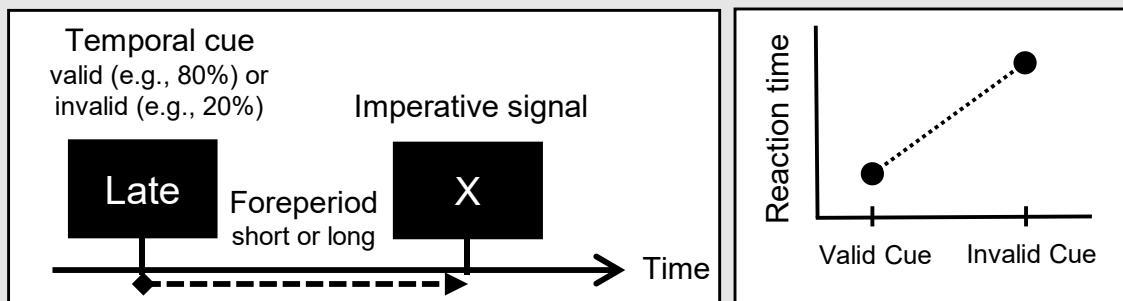 Temporal cue
valid (e.g., 80%) or
invalid (e.g., 20%)
Imperative signal
Late
Foreperiod
short or long
X
Time
Reaction time
Valid Cue
Invalid Cue